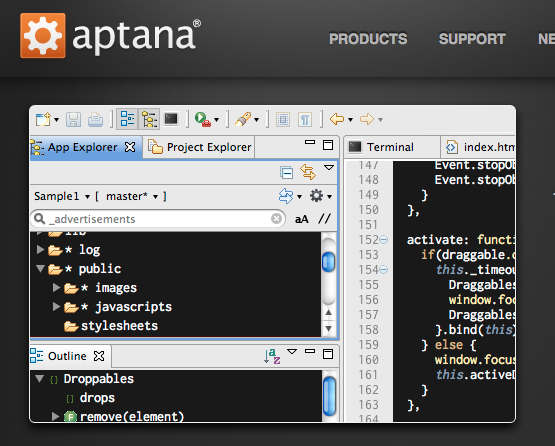 aptana®
PRODUCTS SUPPORT
App Explorer Project Explorer
Sample1 [ master* ]
_advertisements aA //
lib
* log
* public
* images
* javascripts
stylesheets
Outline
Droppables
drops
remove(element)
Terminal
147 Event.stopOb
148 Event.stopOb
149 }
150 },
151
152 activate: functi
153 if(draggable.o
154 this._timeou
155 Draggables
156 window.foc
157 Draggables
158 }.bind(this)
159 } else {
160 window.focus
161 this.activeD
162 }
163 },
164